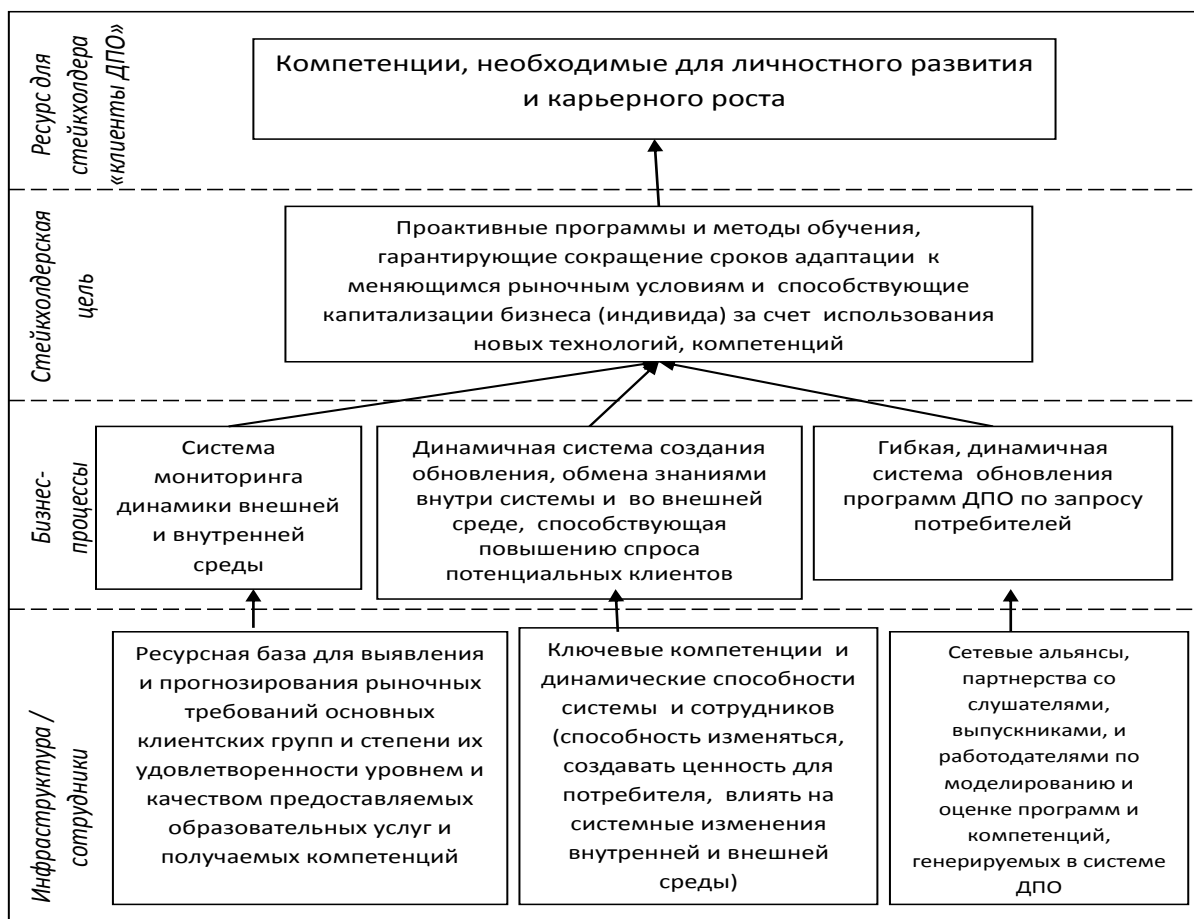 Ресурс для
стейкхолдера
«клиенты ДПО»
Компетенции, необходимые для личностного развития
и карьерного роста
Стейкхолдерская
цель
Проактивные программы и методы обучения,
гарантирующие сокращение сроков адаптации к
меняющимся рыночным условиям и способствующие
капитализации бизнеса (индивида) за счет использования
новых технологий, компетенций
Бизнес-
процессы
Система
мониторинга
динамики внешней
и внутренней
среды
Динамичная система создания
обновления, обмена знаниями
внутри системы и во внешней
среде, способствующая
повышению спроса
потенциальных клиентов
Гибкая, динамичная
система обновления
программ ДПО по запросу
потребителей
Инфраструктура /
сотрудники
Ресурсная база для выявления
и прогнозирования рыночных
требований основных
клиентских групп и степени их
удовлетворенности уровнем и
качеством предоставляемых
образовательных услуг и
получаемых компетенций
Ключевые компетенции и
динамические способности
системы и сотрудников
(способность изменяться,
создавать ценность для
потребителя, влиять на
системные изменения
внутренней и внешней
среды)
Сетевые альянсы,
партнерства со
слушателями,
выпускниками, и
работодателями по
моделированию и
оценке программ и
компетенций,
генерируемых в системе
ДПО